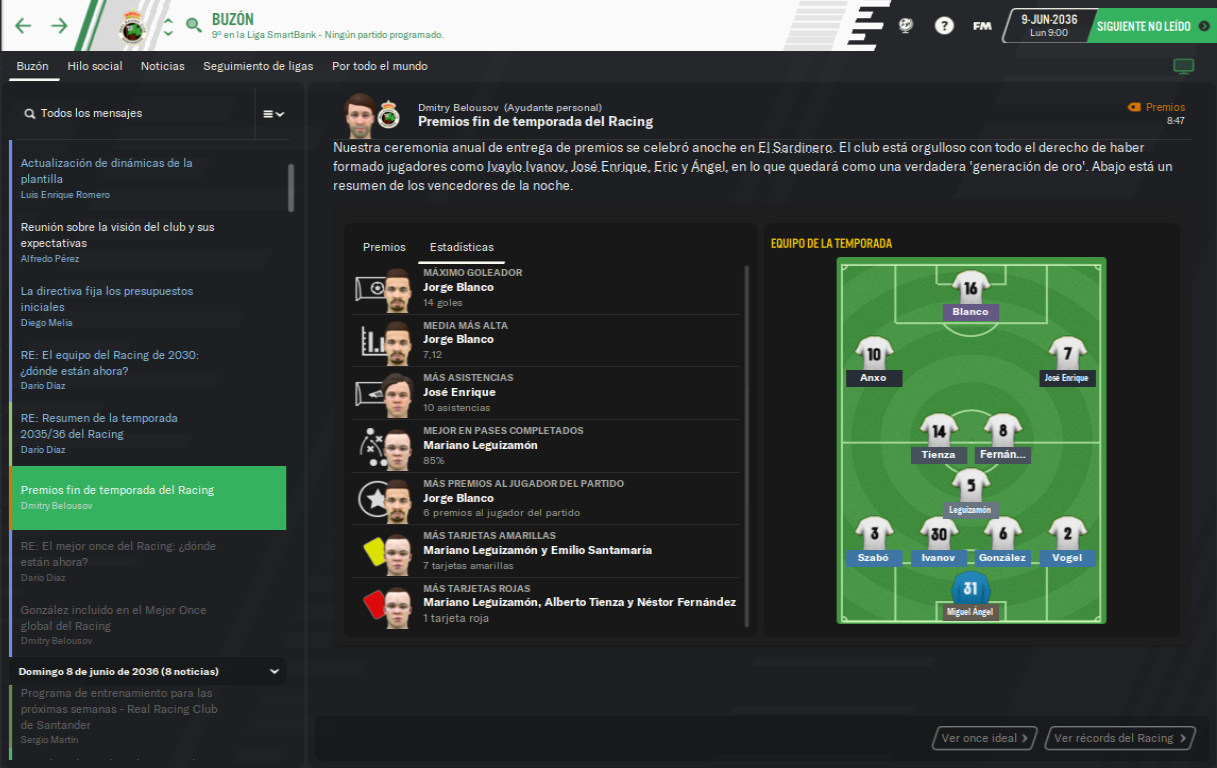 BUZÓN
9º en la Liga SmartBank - Ningún partido programado.
?
FM
9-JUN-2036
Lun 9:00
SIGUIENTE NO LEÍDO
Buzón
Hilo social
Noticias
Seguimiento de ligas
Por todo el mundo
Todos los mensajes
Actualización de dinámicas de la
plantilla
Luis Enrique Romero
Reunión sobre la visión del club y sus
expectativas
Alfredo Pérez
La directiva fija los presupuestos
iniciales
Diego Melia
RE: El equipo del Racing de 2030:
¿dónde están ahora?
Darío Díaz
RE: Resumen de la temporada
2035/36 del Racing
Darío Díaz
Premios fin de temporada del Racing
Dmitry Belousov
RE: El mejor once del Racing: ¿dónde
están ahora?
Darío Díaz
González incluido en el Mejor Once
global del Racing
Dmitry Belousov
Domingo 8 de junio de 2036 (8 noticias)
Programa de entrenamiento para las
próximas semanas - Real Racing Club
de Santander
Sergio Martín
Dmitry Belousov (Ayudante personal)
Premios fin de temporada del Racing
Premios
8:47
Nuestra ceremonia anual de entrega de premios se celebró anoche en El Sardinero. El club está orgulloso con todo el derecho de haber
formado jugadores como Ivaylo Ivanov, José Enrique, Eric y Ángel, en lo que quedará como una verdadera 'generación de oro'. Abajo está un
resumen de los vencedores de la noche.
Premios
Estadísticas
MÁXIMO GOLEADOR
Jorge Blanco
14 goles
MEDIA MÁS ALTA
Jorge Blanco
7,12
MÁS ASISTENCIAS
José Enrique
10 asistencias
MEJOR EN PASES COMPLETADOS
Mariano Leguizamón
85%
MÁS PREMIOS AL JUGADOR DEL PARTIDO
Jorge Blanco
6 premios al jugador del partido
MÁS TARJETAS AMARILLAS
Mariano Leguizamón y Emilio Santamaría
7 tarjetas amarillas
MÁS TARJETAS ROJAS
Mariano Leguizamón, Alberto Tienza y Néstor Fernández
1 tarjeta roja
EQUIPO DE LA TEMPORADA
16
Blanco
10
Anxo
7
José Enrique
14
Tienza
8
Fernán...
5
Leguizamón
3
Szabó
30
Ivanov
6
González
2
Vogel
31
Miguel Ángel
Ver once ideal
Ver récords del Racing